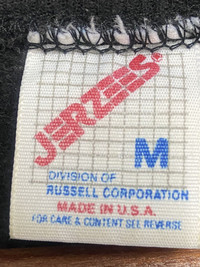 JERZEES®
M
DIVISION OF
RUSSELL CORPORATION
MADE IN U.S.A.
FOR CARE & CONTENT SEE REVERSE